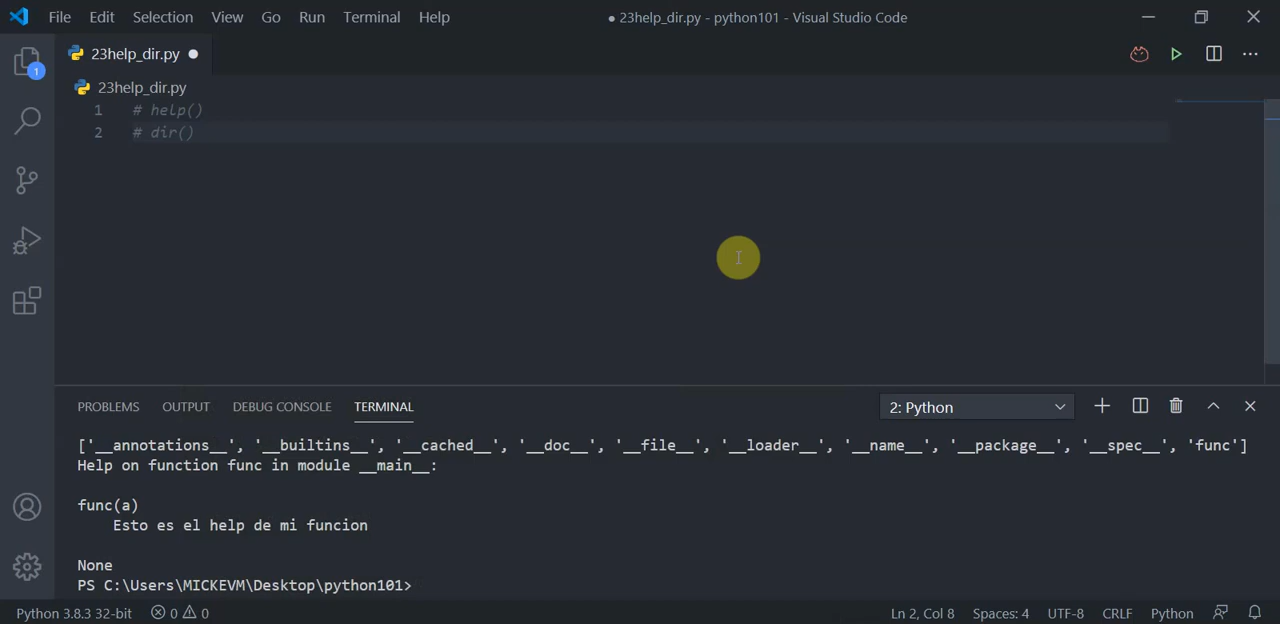 File Edit Selection View Go Run Terminal Help ● 23help_dir.py - python101 - Visual Studio Code
23help_dir.py
1
23help_dir.py
1 # help()
2 # dir()
PROBLEMS OUTPUT DEBUG CONSOLE TERMINAL 2: Python
['__annotations__', '__builtins__', '__cached__', '__doc__', '__file__', '__loader__', '__name__', '__package__', '__spec__', 'func']
Help on function func in module __main__:
func(a)
Esto es el help de mi funcion
None
PS C:\Users\MICKEVM\Desktop\python101>
Python 3.8.3 32-bit 0 0 Ln 2, Col 8 Spaces: 4 UTF-8 CRLF Python